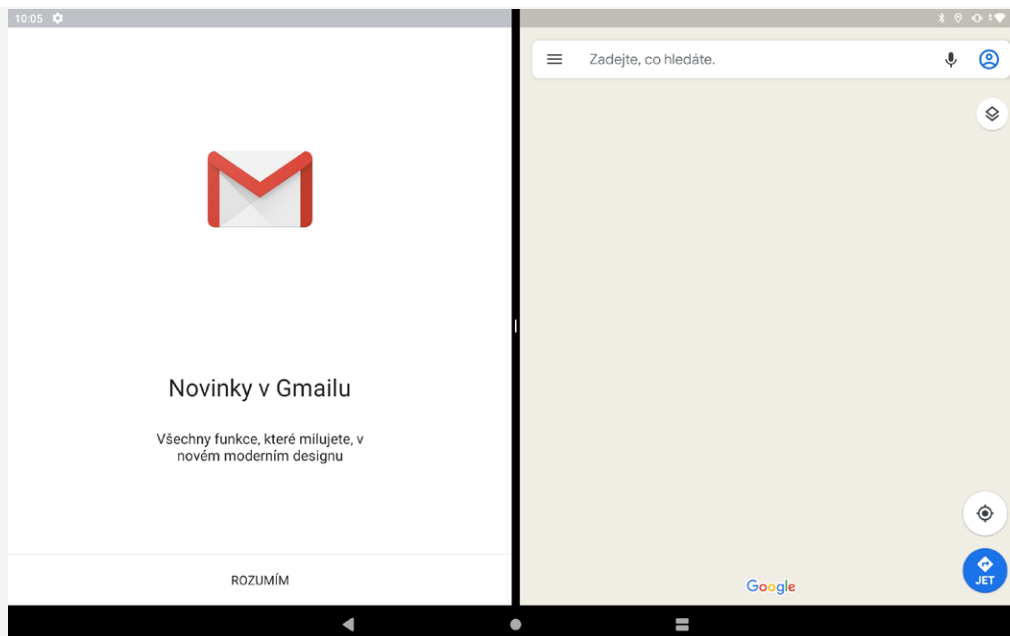 10:05
Zadejte, co hledáte.
Novinky v Gmailu
Všechny funkce, které milujete, v
novém moderním designu
ROZUMÍM
Google
JET